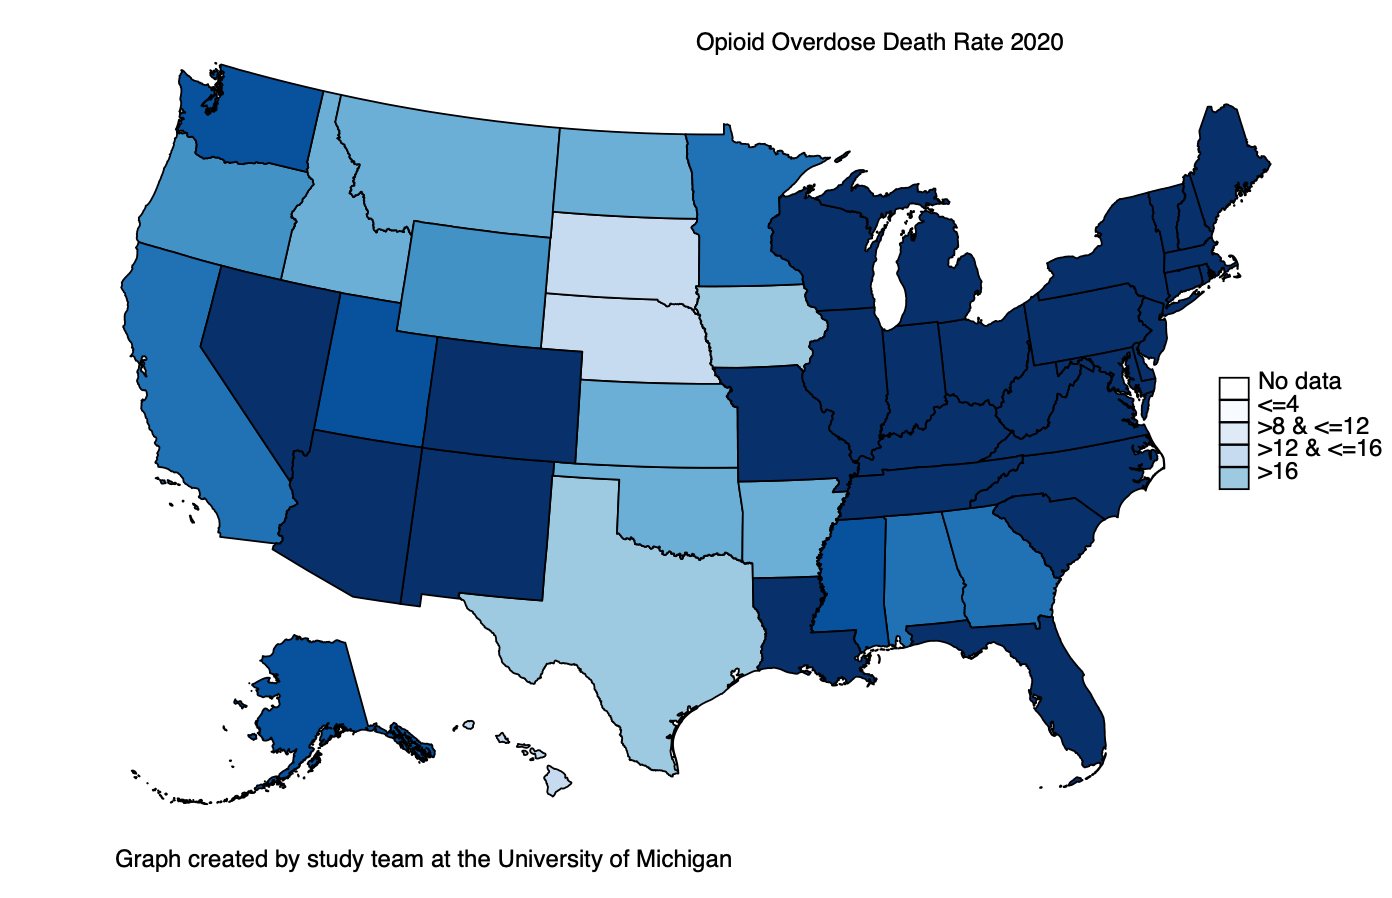 Opioid Overdose Death Rate 2020
No data
<=4
>8 & <=12
>12 & <=16
>16
Graph created by study team at the University of Michigan